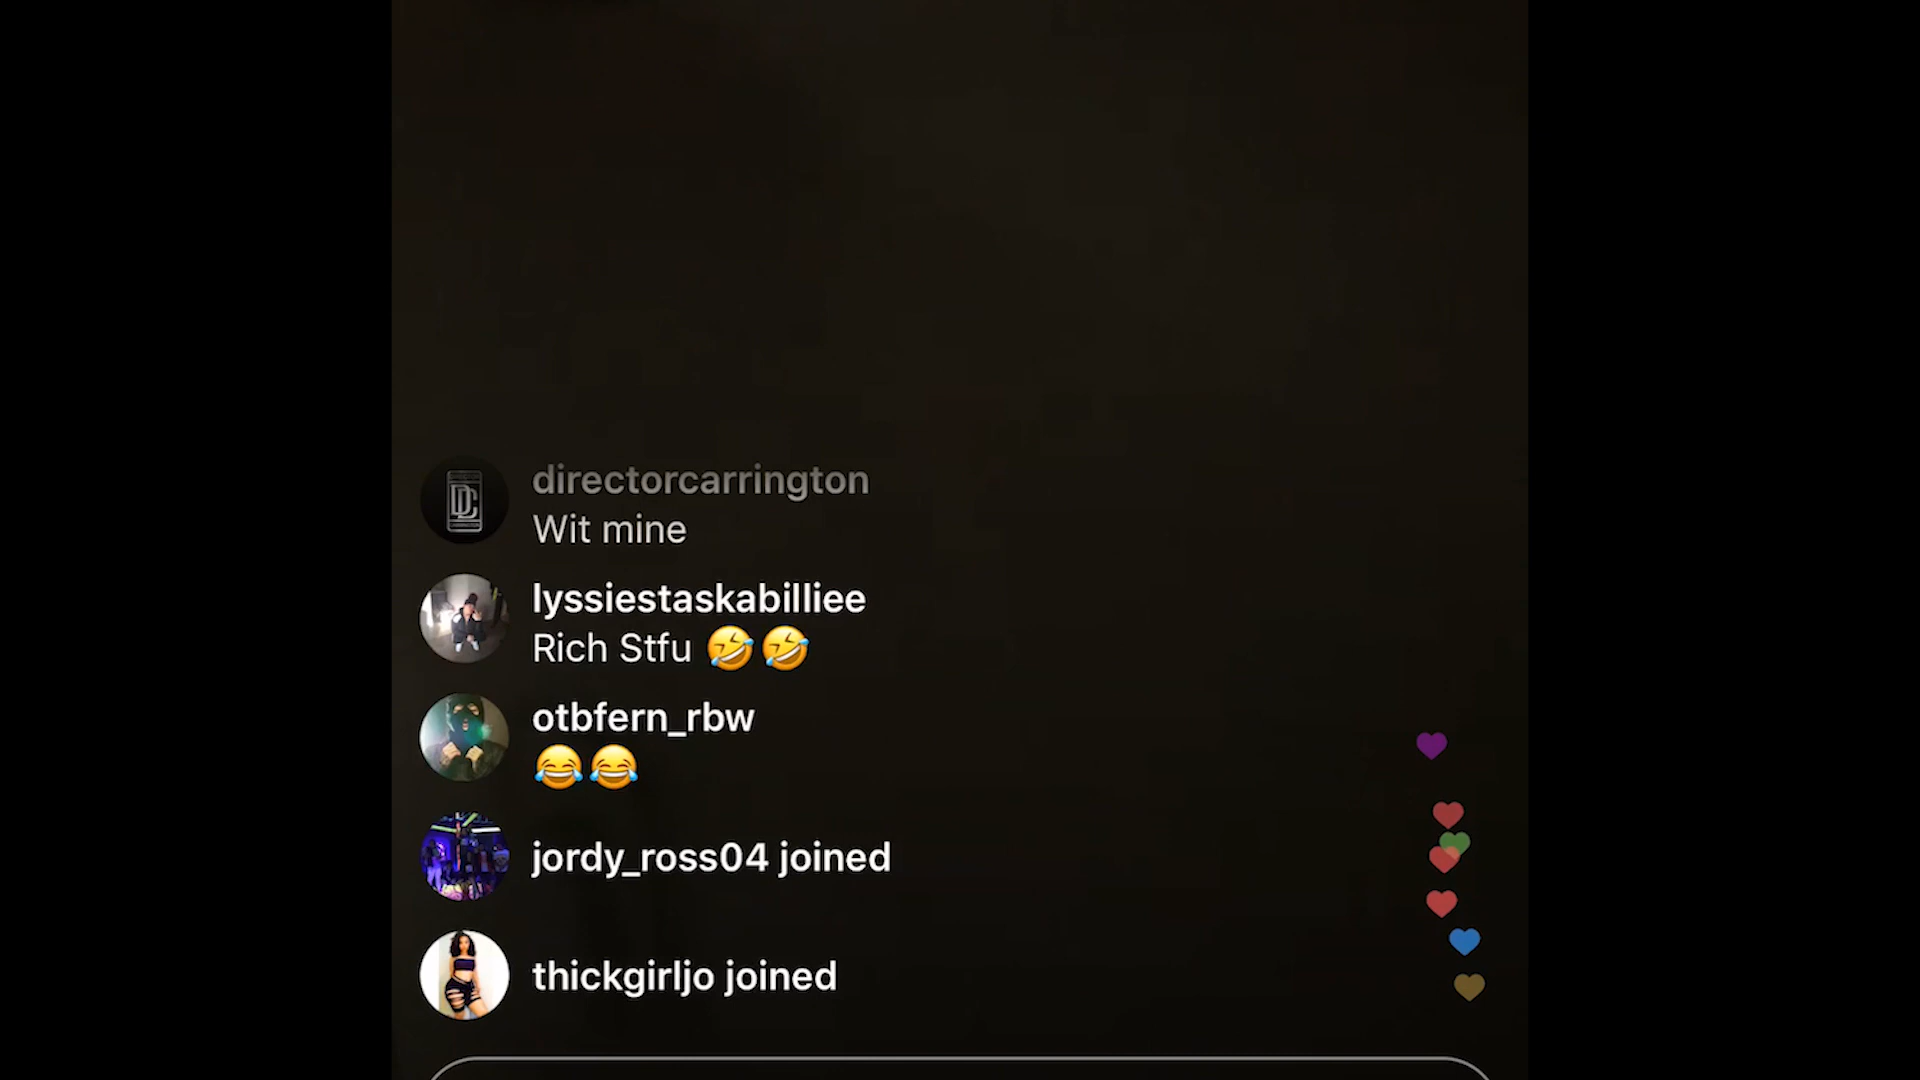 directorcarrington
Wit mine
lyssiestaskabilliee
Rich Stfu 🤣🤣
otbfern_rbw
😂😂
jordy_ross04 joined
thickgirljo joined